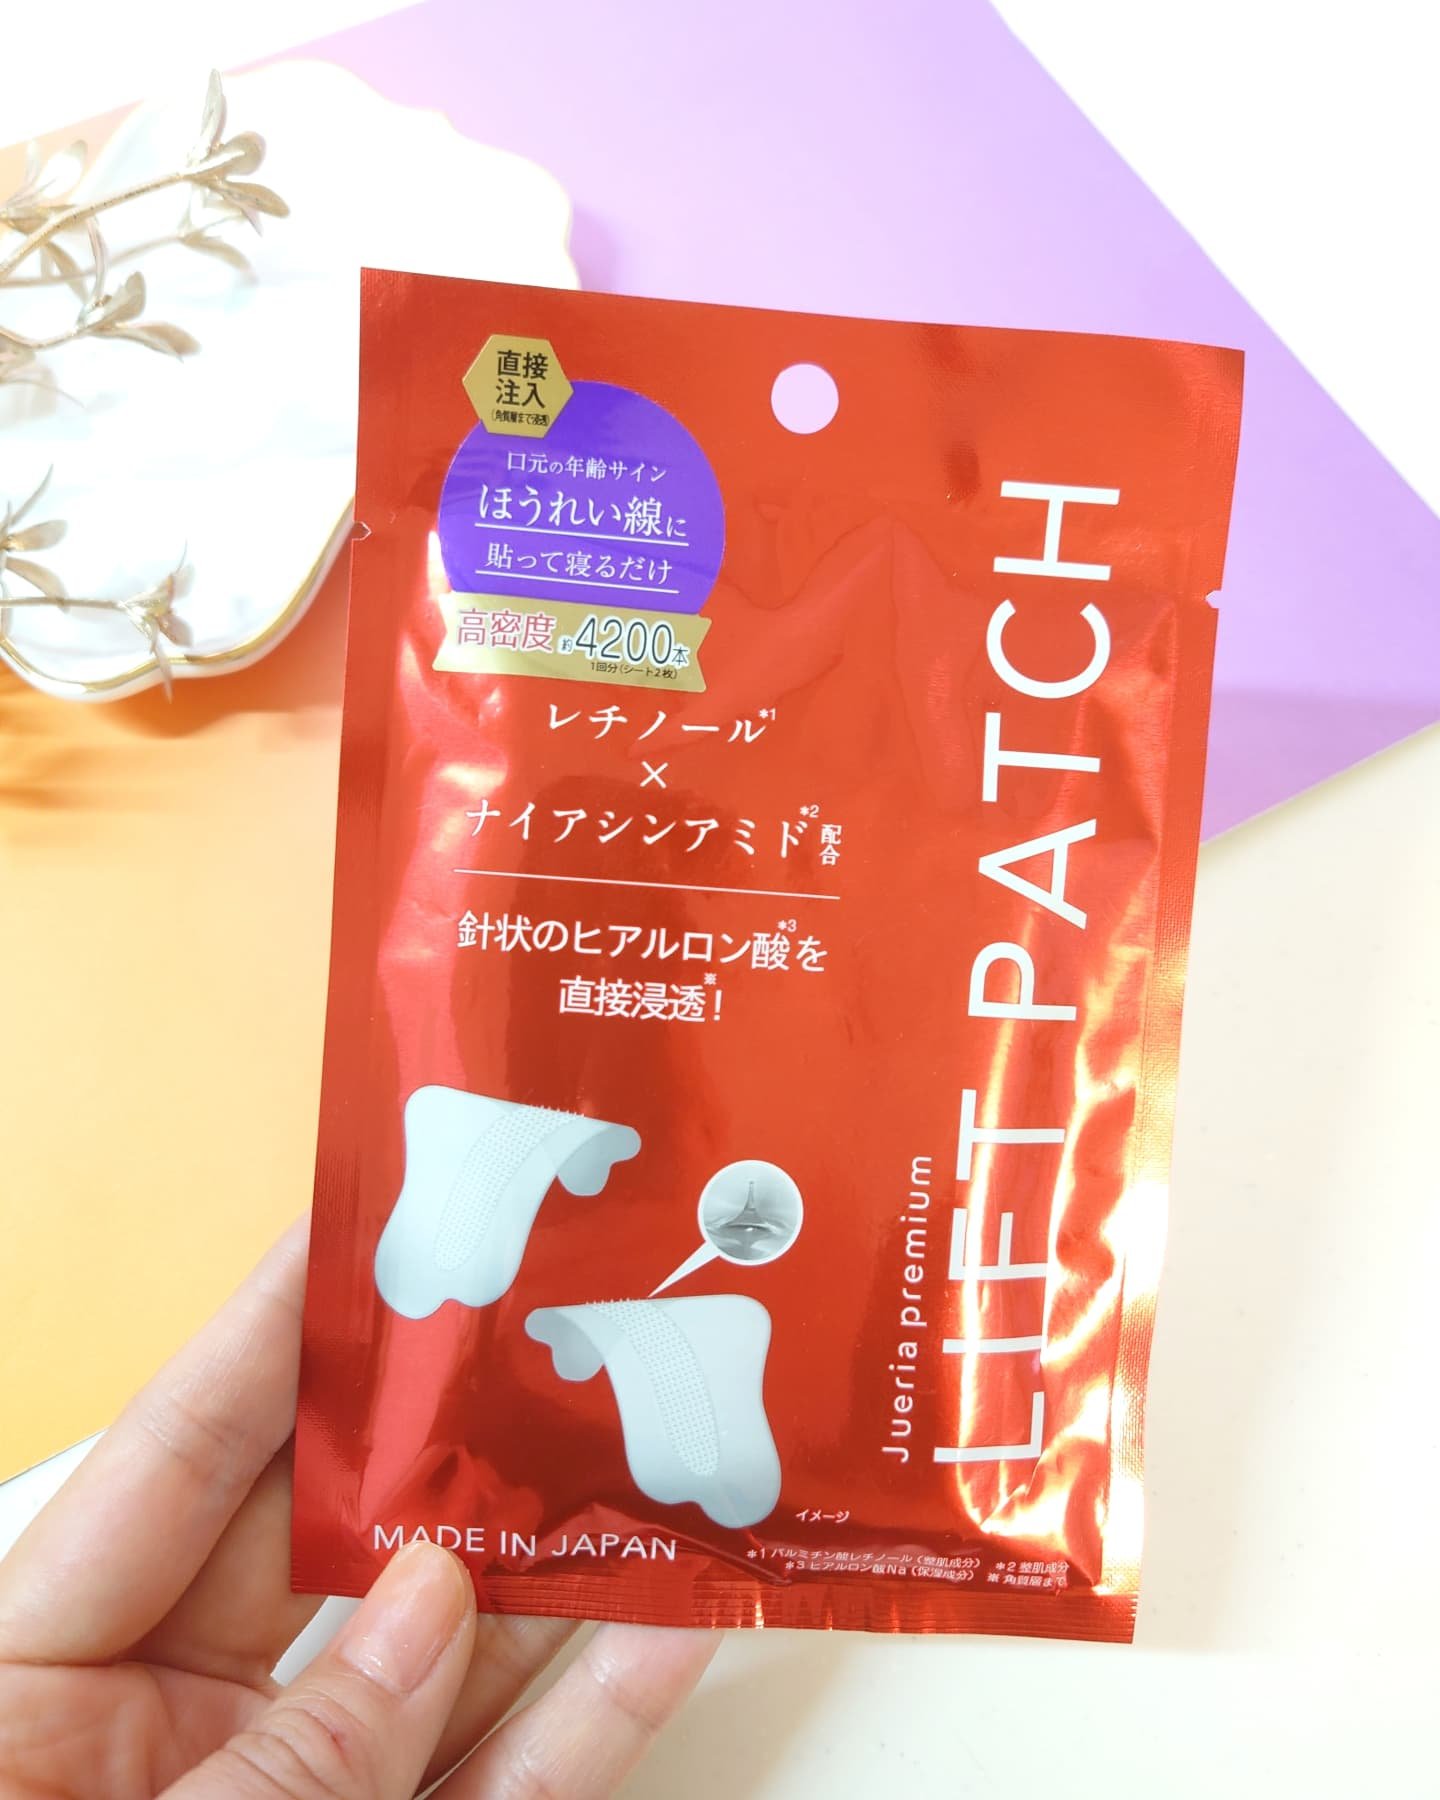 直接
注入
(角質層まで浸透)
口元の年齢サイン
ほうれい線に
貼って寝るだけ
高密度 約4200本
1回分(シート2枚)
レチノール*1
×
ナイアシンアミド*2 配合
針状のヒアルロン酸*3を
直接浸透※!
Jueria premium
LIFT PATCH
イメージ
MADE IN JAPAN
*1 パルミチン酸レチノール(整肌成分) *2 整肌成分
*3 ヒアルロン酸Na(保湿成分) ※ 角質層まで